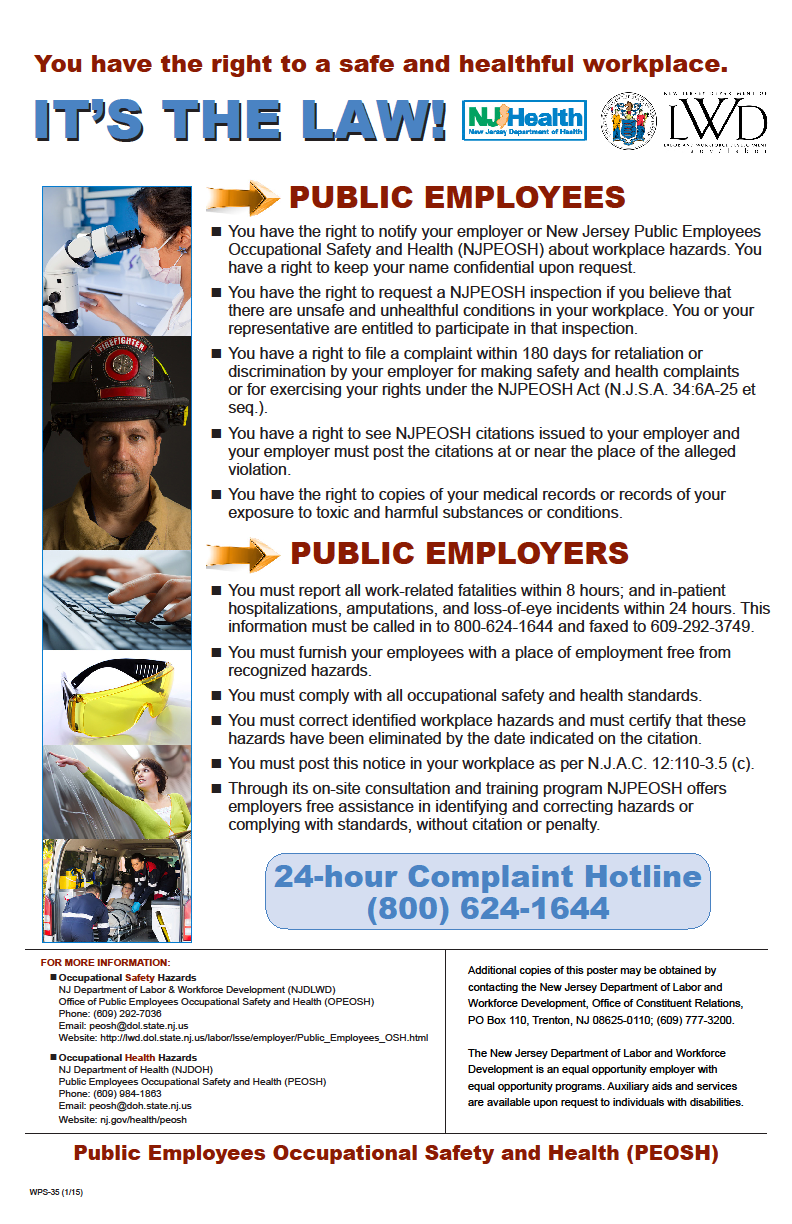 You have the right to a safe and healthful workplace.
IT'S THE LAW!
NJHealth
New Jersey Department of Health
NEW JERSEY DEPARTMENT OF
LWD
LABOR AND WORKFORCE DEVELOPMENT
PUBLIC EMPLOYEES
■ You have the right to notify your employer or New Jersey Public Employees
Occupational Safety and Health (NJPEOSH) about workplace hazards. You
have a right to keep your name confidential upon request.
■ You have the right to request a NJPEOSH inspection if you believe that
there are unsafe and unhealthful conditions in your workplace. You or your
representative are entitled to participate in that inspection.
■ You have a right to file a complaint within 180 days for retaliation or
discrimination by your employer for making safety and health complaints
or for exercising your rights under the NJPEOSH Act (N.J.S.A. 34:6A-25 et
seq.).
■ You have a right to see NJPEOSH citations issued to your employer and
your employer must post the citations at or near the place of the alleged
violation.
■ You have the right to copies of your medical records or records of your
exposure to toxic and harmful substances or conditions.
FIREFIGHTER
PUBLIC EMPLOYERS
■ You must report all work-related fatalities within 8 hours; and in-patient
hospitalizations, amputations, and loss-of-eye incidents within 24 hours. This
information must be called in to 800-624-1644 and faxed to 609-292-3749.
■ You must furnish your employees with a place of employment free from
recognized hazards.
■ You must comply with all occupational safety and health standards.
■ You must correct identified workplace hazards and must certify that these
hazards have been eliminated by the date indicated on the citation.
■ You must post this notice in your workplace as per N.J.A.C. 12:110-3.5 (c).
■ Through its on-site consultation and training program NJPEOSH offers
employers free assistance in identifying and correcting hazards or
complying with standards, without citation or penalty.
24-hour Complaint Hotline
(800) 624-1644
FOR MORE INFORMATION:
■ Occupational Safety Hazards
NJ Department of Labor & Workforce Development (NJDLWD)
Office of Public Employees Occupational Safety and Health (OPEOSH)
Phone: (609) 292-7036
Email: peosh@dol.state.nj.us
Website: http://lwd.dol.state.nj.us/labor/lsse/employer/Public_Employees_OSH.html
■ Occupational Health Hazards
NJ Department of Health (NJDOH)
Public Employees Occupational Safety and Health (PEOSH)
Phone: (609) 984-1863
Email: peosh@doh.state.nj.us
Website: nj.gov/health/peosh
Additional copies of this poster may be obtained by
contacting the New Jersey Department of Labor and
Workforce Development, Office of Constituent Relations,
PO Box 110, Trenton, NJ 08625-0110; (609) 777-3200.
The New Jersey Department of Labor and Workforce
Development is an equal opportunity employer with
equal opportunity programs. Auxiliary aids and services
are available upon request to individuals with disabilities.
Public Employees Occupational Safety and Health (PEOSH)
WPS-35 (1/15)